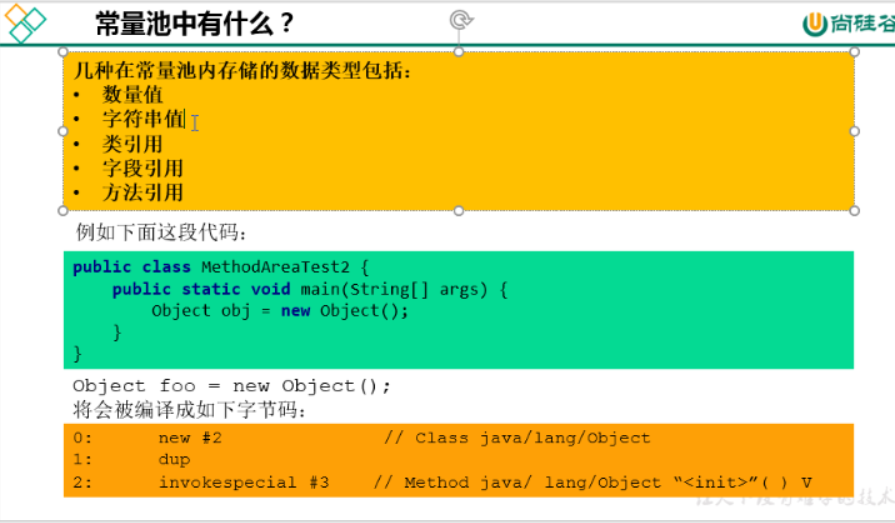 常量池中有什么？
尚硅谷
几种在常量池内存储的数据类型包括：
• 数量值
• 字符串值
• 类引用
• 字段引用
• 方法引用
例如下面这段代码：
public class MethodAreaTest2 {
    public static void main(String[] args) {
        Object obj = new Object();
    }
}
Object foo = new Object();
将会被编译成如下字节码：
0: new #2 // Class java/lang/Object
1: dup
2: invokespecial #3 // Method java/ lang/Object “<init>”( ) V